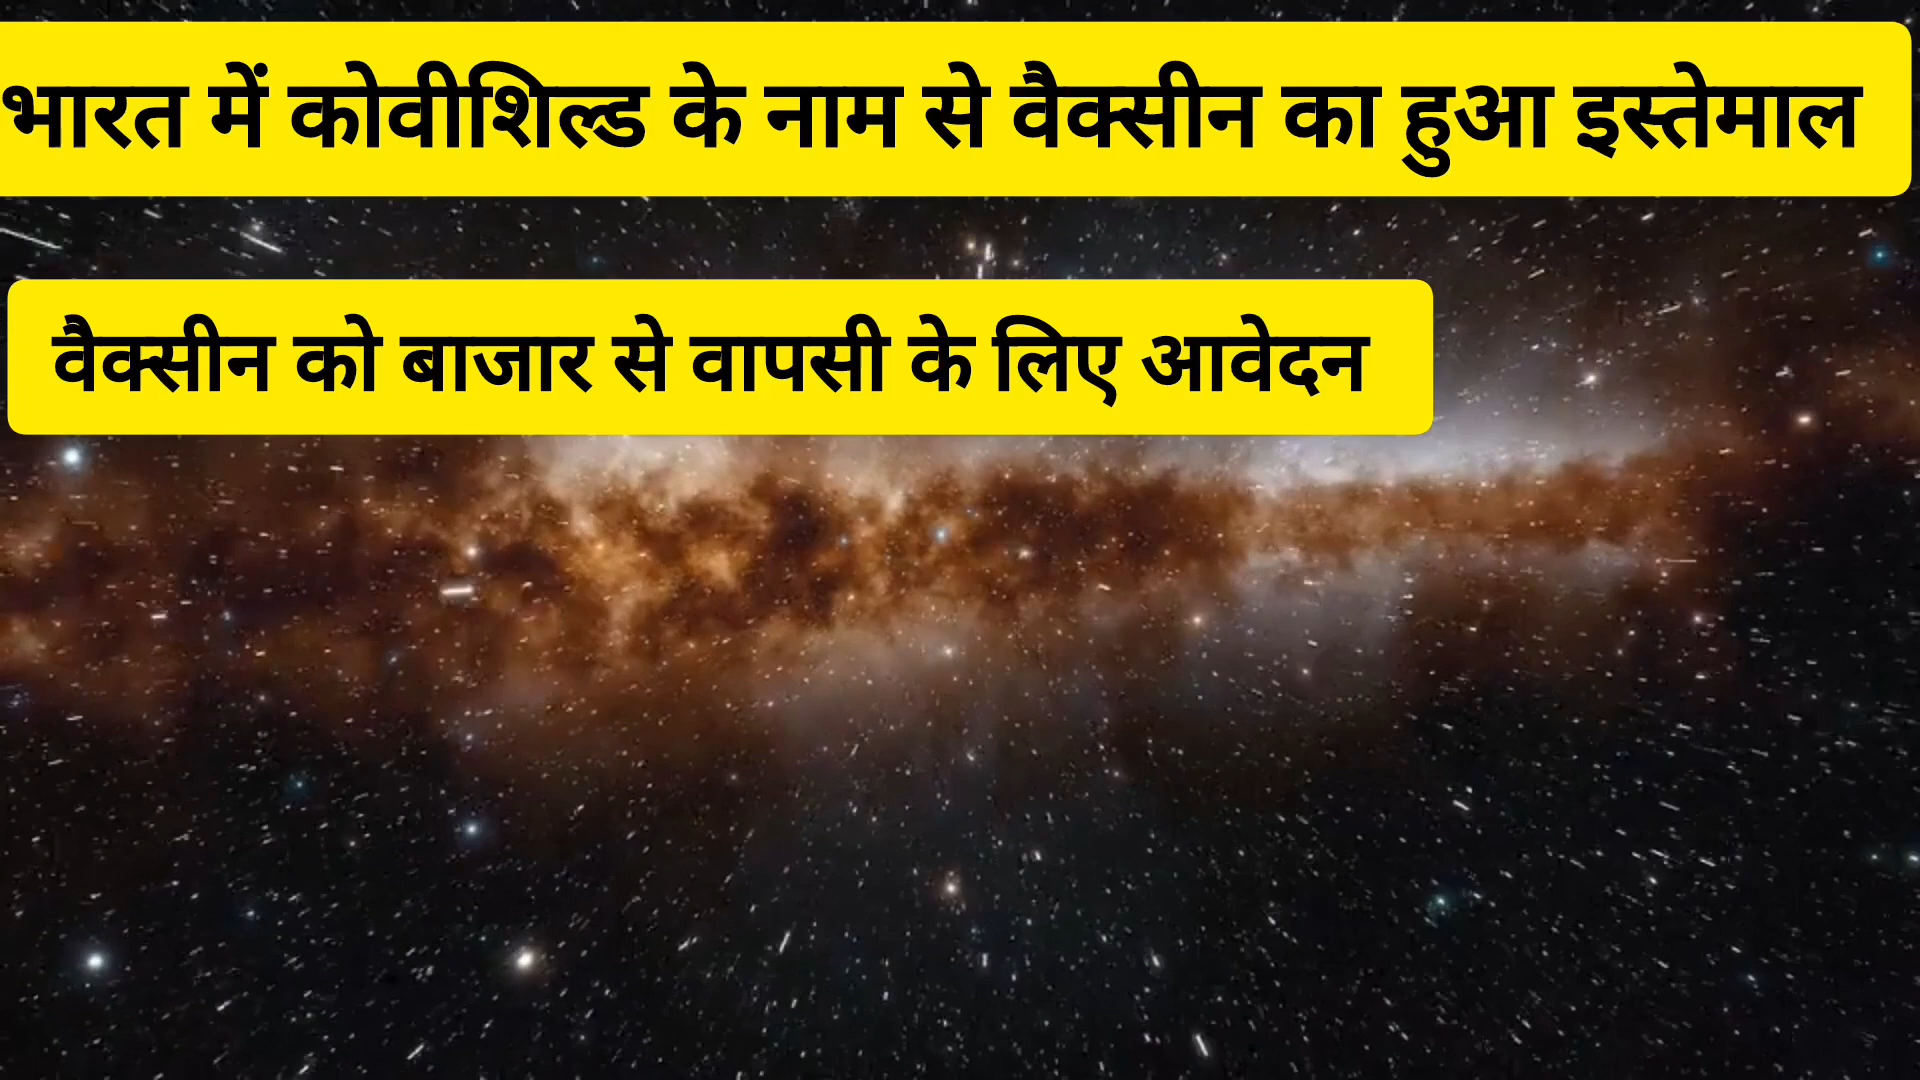 भारत में कोवीशिल्ड के नाम से वैक्सीन का हुआ इस्तेमाल
वैक्सीन को बाजार से वापसी के लिए आवेदन